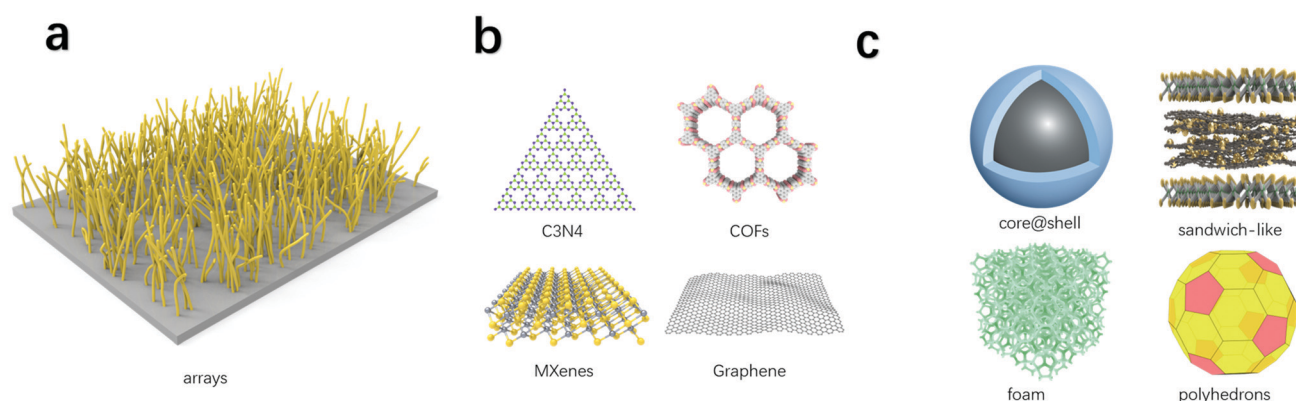 a
arrays
b
C3N4
COFs
MXenes
Graphene
c
core@shell
sandwich-like
foam
polyhedrons